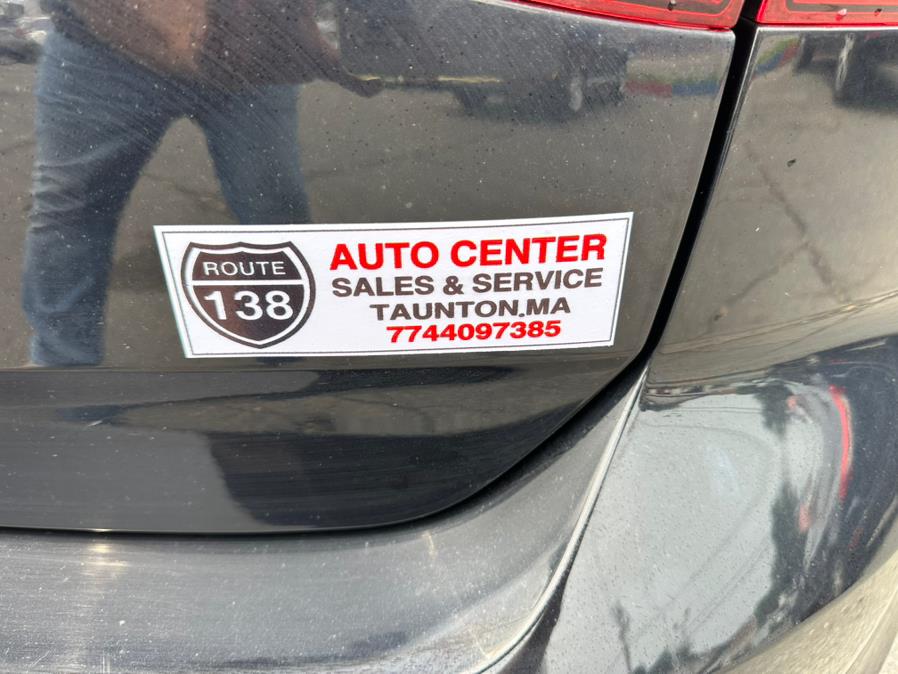 ROUTE
138
AUTO CENTER
SALES & SERVICE
TAUNTON.MA
7744097385